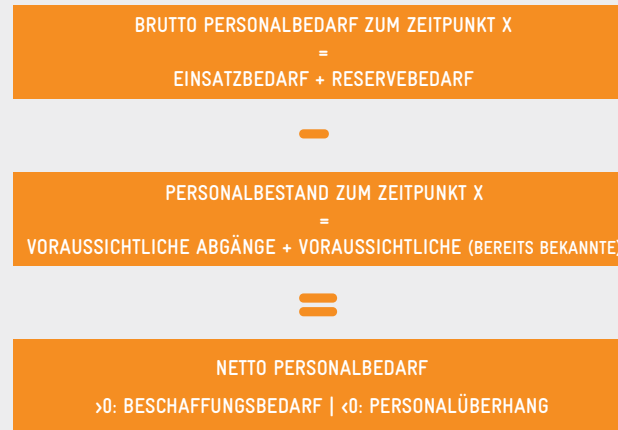 BRUTTO PERSONALBEDARF ZUM ZEITPUNKT X
=
EINSATZBEDARF + RESERVEBEDARF
-
PERSONALBESTAND ZUM ZEITPUNKT X
=
VORAUSSICHTLICHE ABGÄNGE + VORAUSSICHTLICHE (BEREITS BEKANNTE)
=
NETTO PERSONALBEDARF
>0: BESCHAFFUNGSBEDARF | <0: PERSONALÜBERHANG